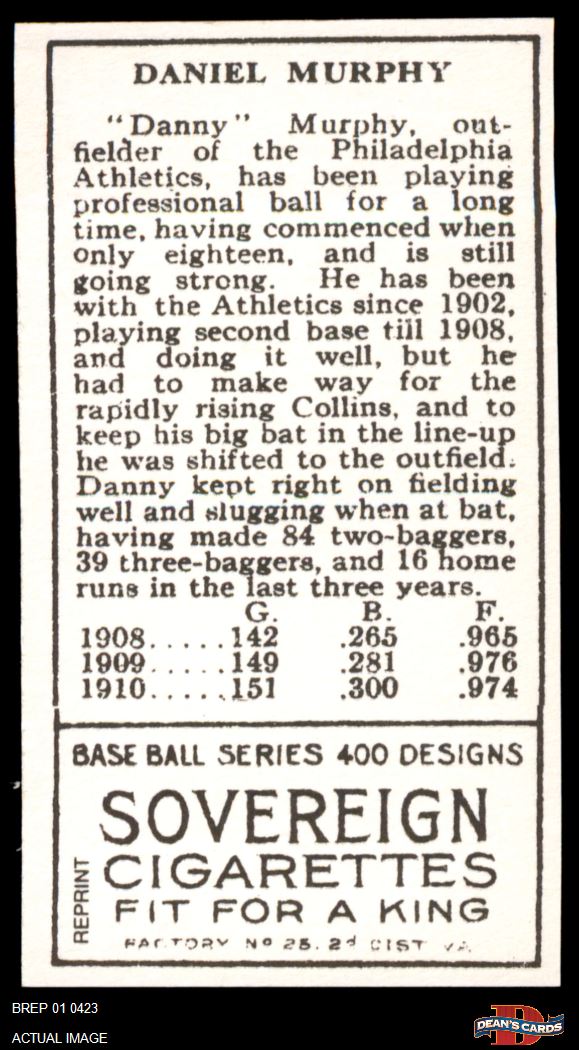 DANIEL MURPHY
"Danny" Murphy, out-
fielder of the Philadelphia
Athletics, has been playing
professional ball for a long
time, having commenced when
only eighteen, and is still
going strong. He has been
with the Athletics since 1902,
playing second base till 1908,
and doing it well, but he
had to make way for the
rapidly rising Collins, and to
keep his big bat in the line-up
he was shifted to the outfield.
Danny kept right on fielding
well and slugging when at bat,
having made 84 two-baggers,
39 three-baggers, and 16 home
runs in the last three years.
G. B. F.
1908.....142 .265 .965
1909.....149 .281 .976
1910.....151 .300 .974
BASE BALL SERIES 400 DESIGNS
SOVEREIGN
CIGARETTES
FIT FOR A KING
FACTORY No 25. 2d DIST VA.
REPRINT
BREP 01 0423
ACTUAL IMAGE
D
DEAN'S CARDS